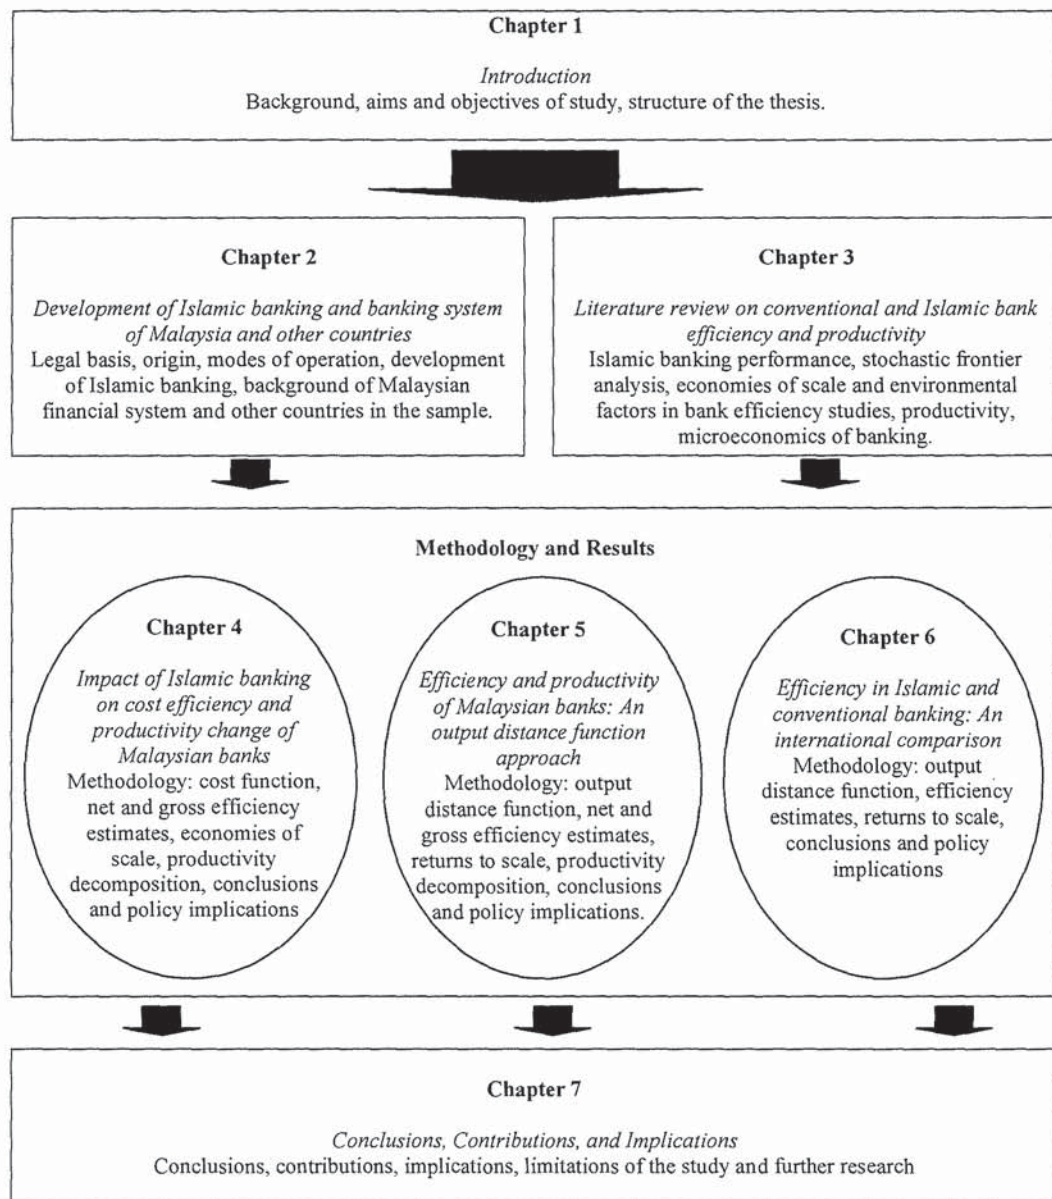 Chapter 1
Introduction
Background, aims and objectives of study, structure of the thesis.
Chapter 2
Development of Islamic banking and banking system
of Malaysia and other countries
Legal basis, origin, modes of operation, development
of Islamic banking, background of Malaysian
financial system and other countries in the sample.
Chapter 3
Literature review on conventional and Islamic bank
efficiency and productivity
Islamic banking performance, stochastic frontier
analysis, economies of scale and environmental
factors in bank efficiency studies, productivity,
microeconomics of banking.
Methodology and Results
Chapter 4
Impact of Islamic banking
on cost efficiency and
productivity change of
Malaysian banks
Methodology: cost function,
net and gross efficiency
estimates, economies of
scale, productivity
decomposition, conclusions
and policy implications
Chapter 5
Efficiency and productivity
of Malaysian banks: An
output distance function
approach
Methodology: output
distance function, net and
gross efficiency estimates,
returns to scale, productivity
decomposition, conclusions
and policy implications.
Chapter 6
Efficiency in Islamic and
conventional banking: An
international comparison
Methodology: output
distance function, efficiency
estimates, returns to scale,
conclusions and policy
implications
Chapter 7
Conclusions, Contributions, and Implications
Conclusions, contributions, implications, limitations of the study and further research